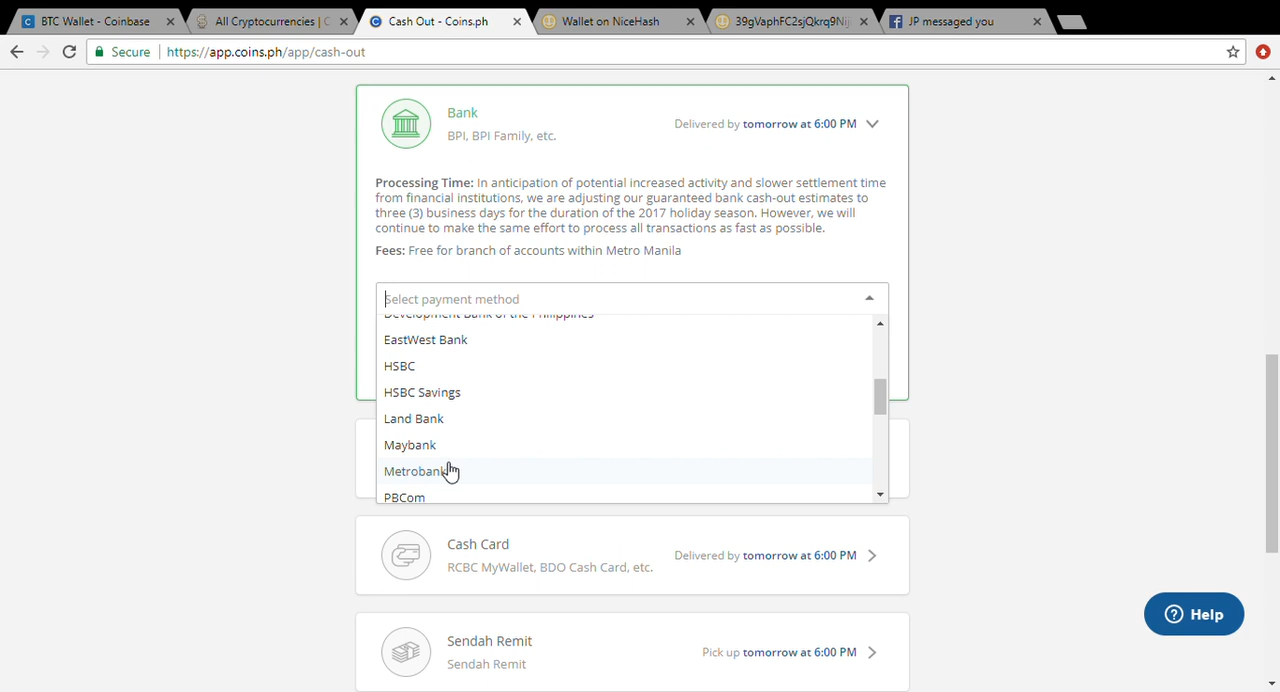 BTC Wallet - Coinbase
All Cryptocurrencies | C
Cash Out - Coins.ph
Wallet on NiceHash
39gVaphFC2sjQkrq9Nij
JP messaged you
Secure
https://app.coins.ph/app/cash-out
Bank
BPI, BPI Family, etc.
Delivered by tomorrow at 6:00 PM
Processing Time: In anticipation of potential increased activity and slower settlement time
from financial institutions, we are adjusting our guaranteed bank cash-out estimates to
three (3) business days for the duration of the 2017 holiday season. However, we will
continue to make the same effort to process all transactions as fast as possible.
Fees: Free for branch of accounts within Metro Manila
Select payment method
Development Bank of the Philippines
EastWest Bank
HSBC
HSBC Savings
Land Bank
Maybank
Metrobank
PBCom
Cash Card
RCBC MyWallet, BDO Cash Card, etc.
Delivered by tomorrow at 6:00 PM
Sendah Remit
Sendah Remit
Pick up tomorrow at 6:00 PM
Help